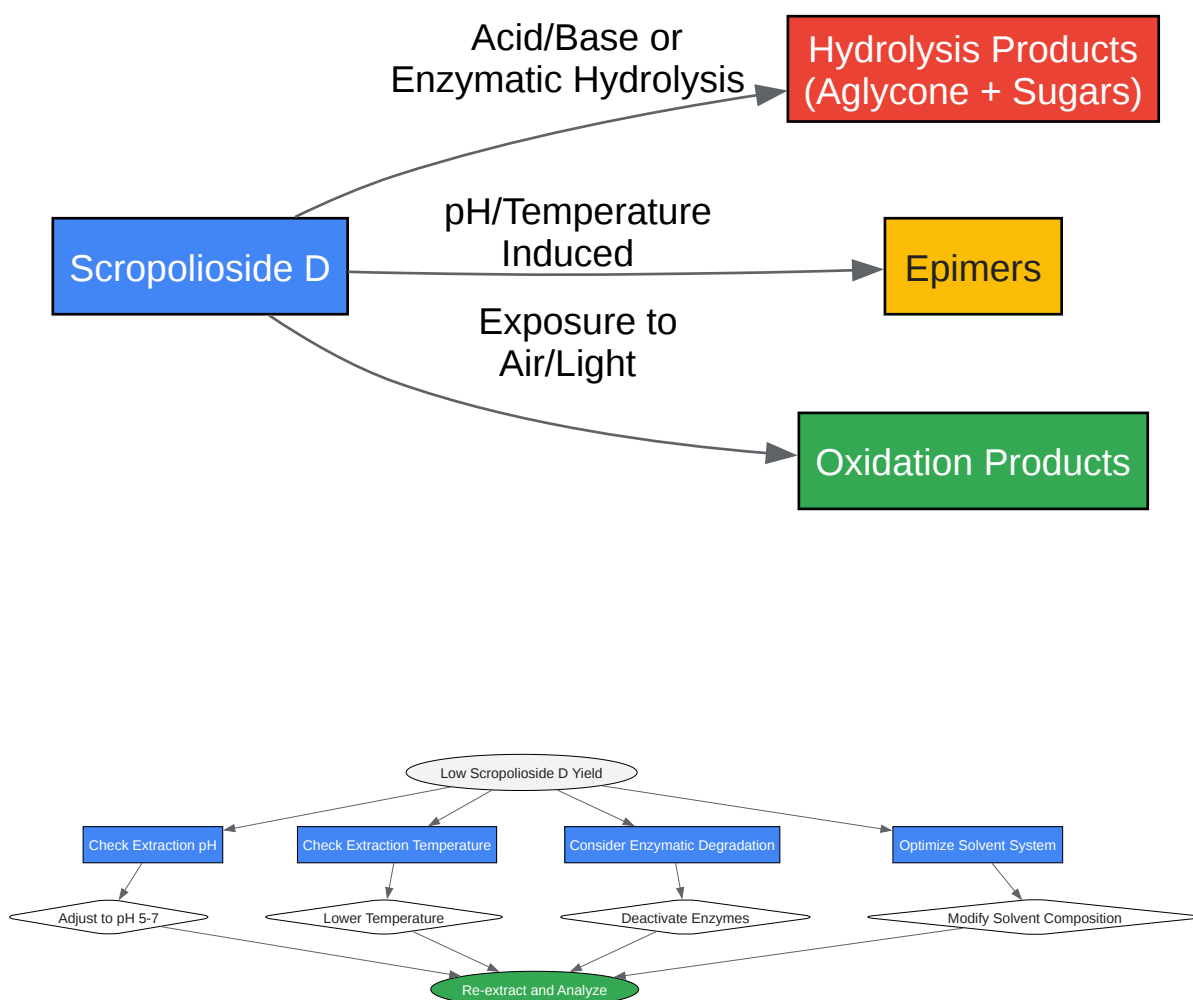 Acid/Base or
Enzymatic Hydrolysis
Hydrolysis Products
(Aglycone + Sugars)
Scropolioside D
pH/Temperature
Induced
Epimers
Exposure to
Air/Light
Oxidation Products
Low Scropolioside D Yield
Check Extraction pH
Check Extraction Temperature
Consider Enzymatic Degradation
Optimize Solvent System
Adjust to pH 5-7
Lower Temperature
Deactivate Enzymes
Modify Solvent Composition
Re-extract and Analyze